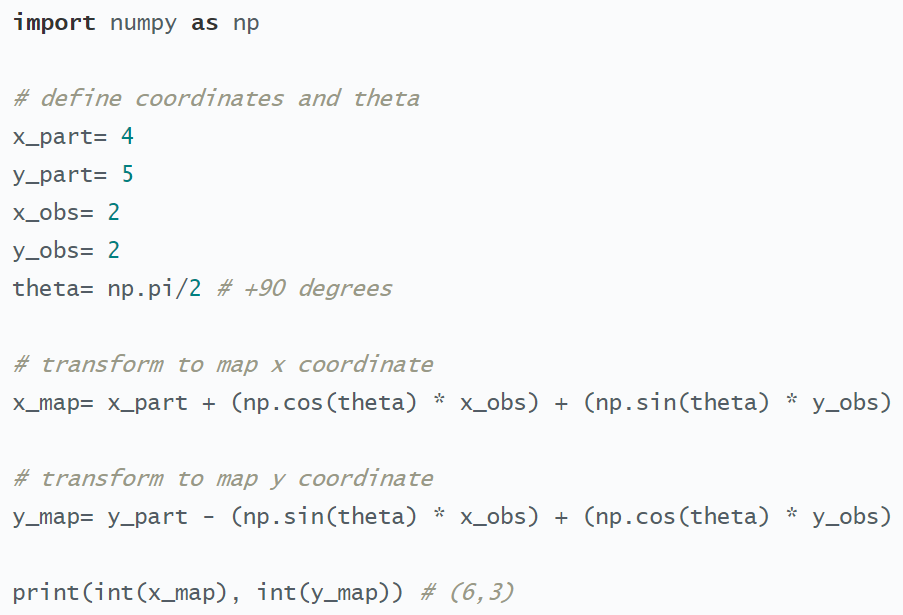 import numpy as np
# define coordinates and theta
x_part= 4
y_part= 5
x_obs= 2
y_obs= 2
theta= np.pi/2 # +90 degrees
# transform to map x coordinate
x_map= x_part + (np.cos(theta) * x_obs) + (np.sin(theta) * y_obs)
# transform to map y coordinate
y_map= y_part - (np.sin(theta) * x_obs) + (np.cos(theta) * y_obs)
print(int(x_map), int(y_map)) # (6,3)